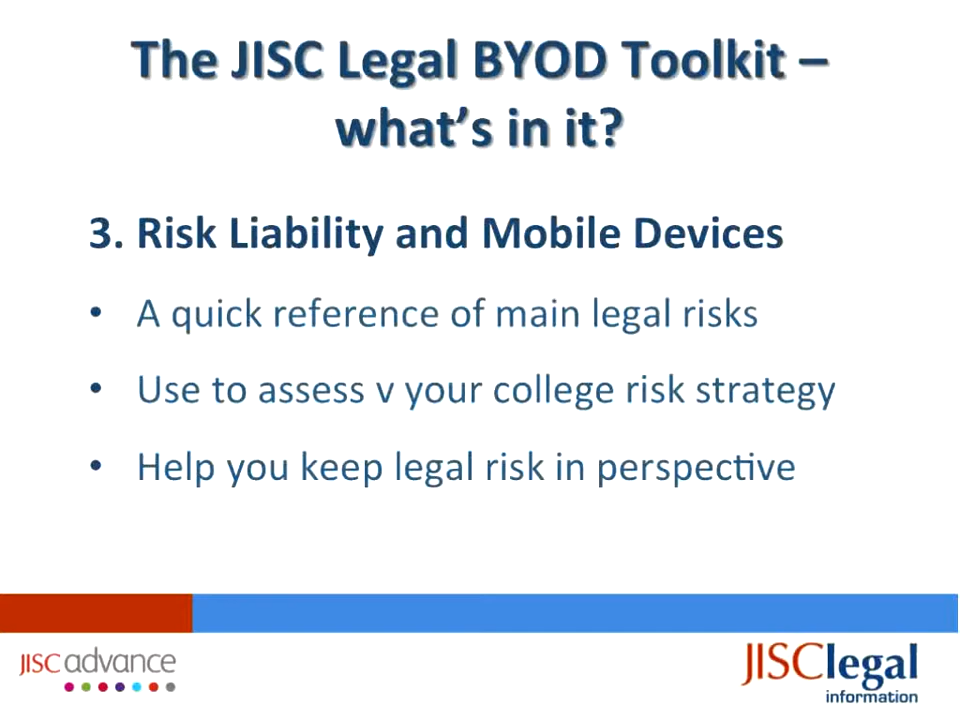 The JISC Legal BYOD Toolkit –
what's in it?
3. Risk Liability and Mobile Devices
• A quick reference of main legal risks
• Use to assess v your college risk strategy
• Help you keep legal risk in perspective
JISC advance
JISClegal
information